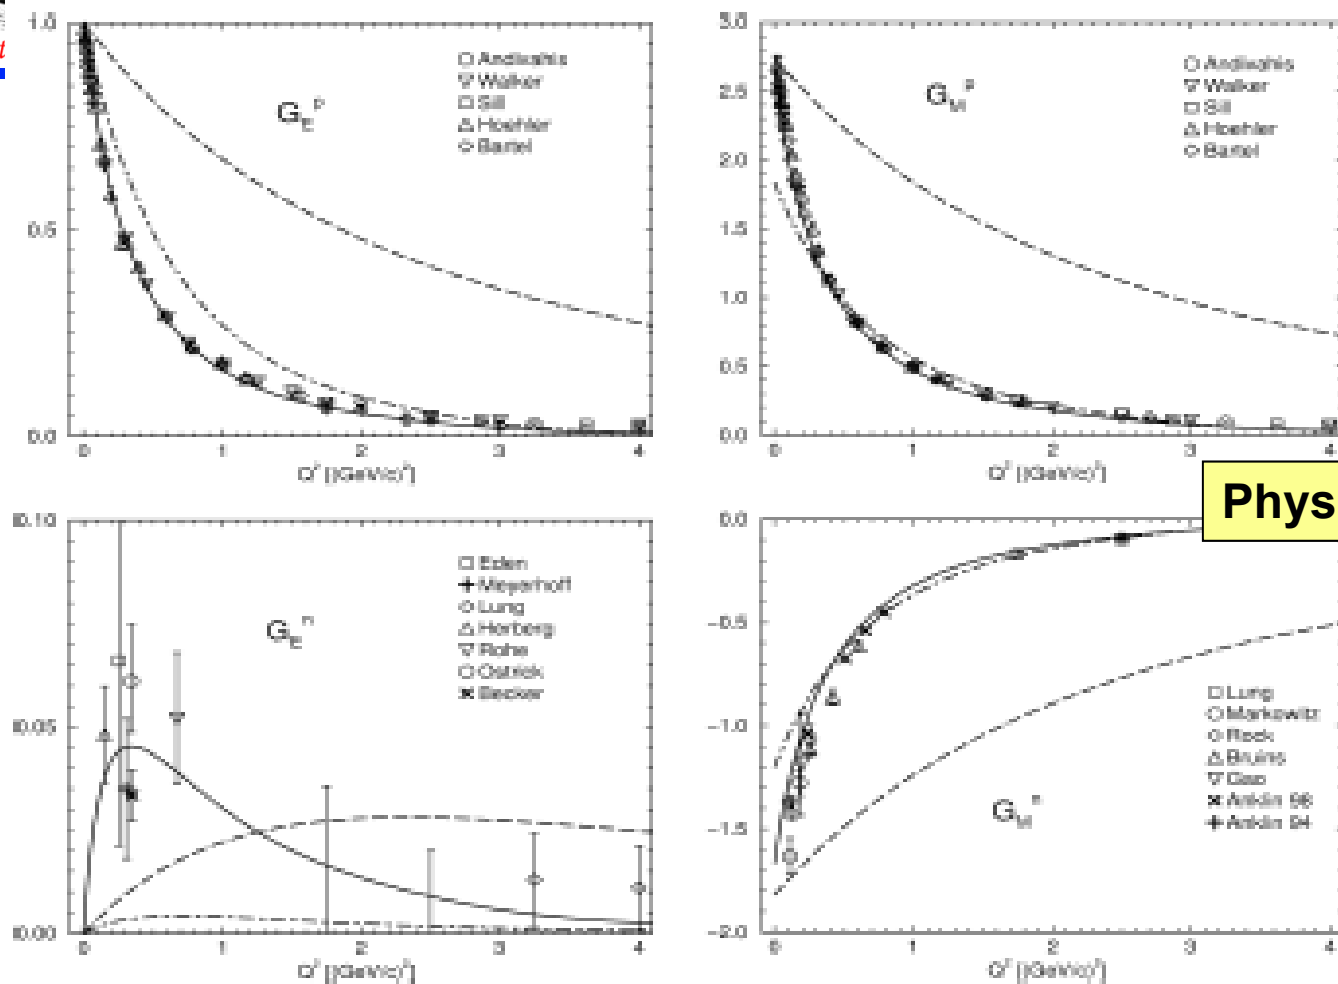 t
1.0
0.5
0.0
0
1
2
3
4
G_E^p
Andivahis
Walker
Sill
Hoehler
Bartel
Q² [(GeV/c)²]
3.0
2.5
2.0
1.5
1.0
0.5
0.0
0
1
2
3
4
G_M^p
Andivahis
Walker
Sill
Hoehler
Bartel
Q² [(GeV/c)²]
Phys
0.10
0.05
0.00
0
1
2
3
4
G_E^n
Eden
Meyerhoff
Lung
Herberg
Rohe
Ostrick
Becker
Q² [(GeV/c)²]
0.0
−0.5
−1.0
−1.5
−2.0
0
1
2
3
4
G_M^n
Lung
Markowitz
Rock
Bruins
Gao
Anklin 98
Anklin 94
Q² [(GeV/c)²]